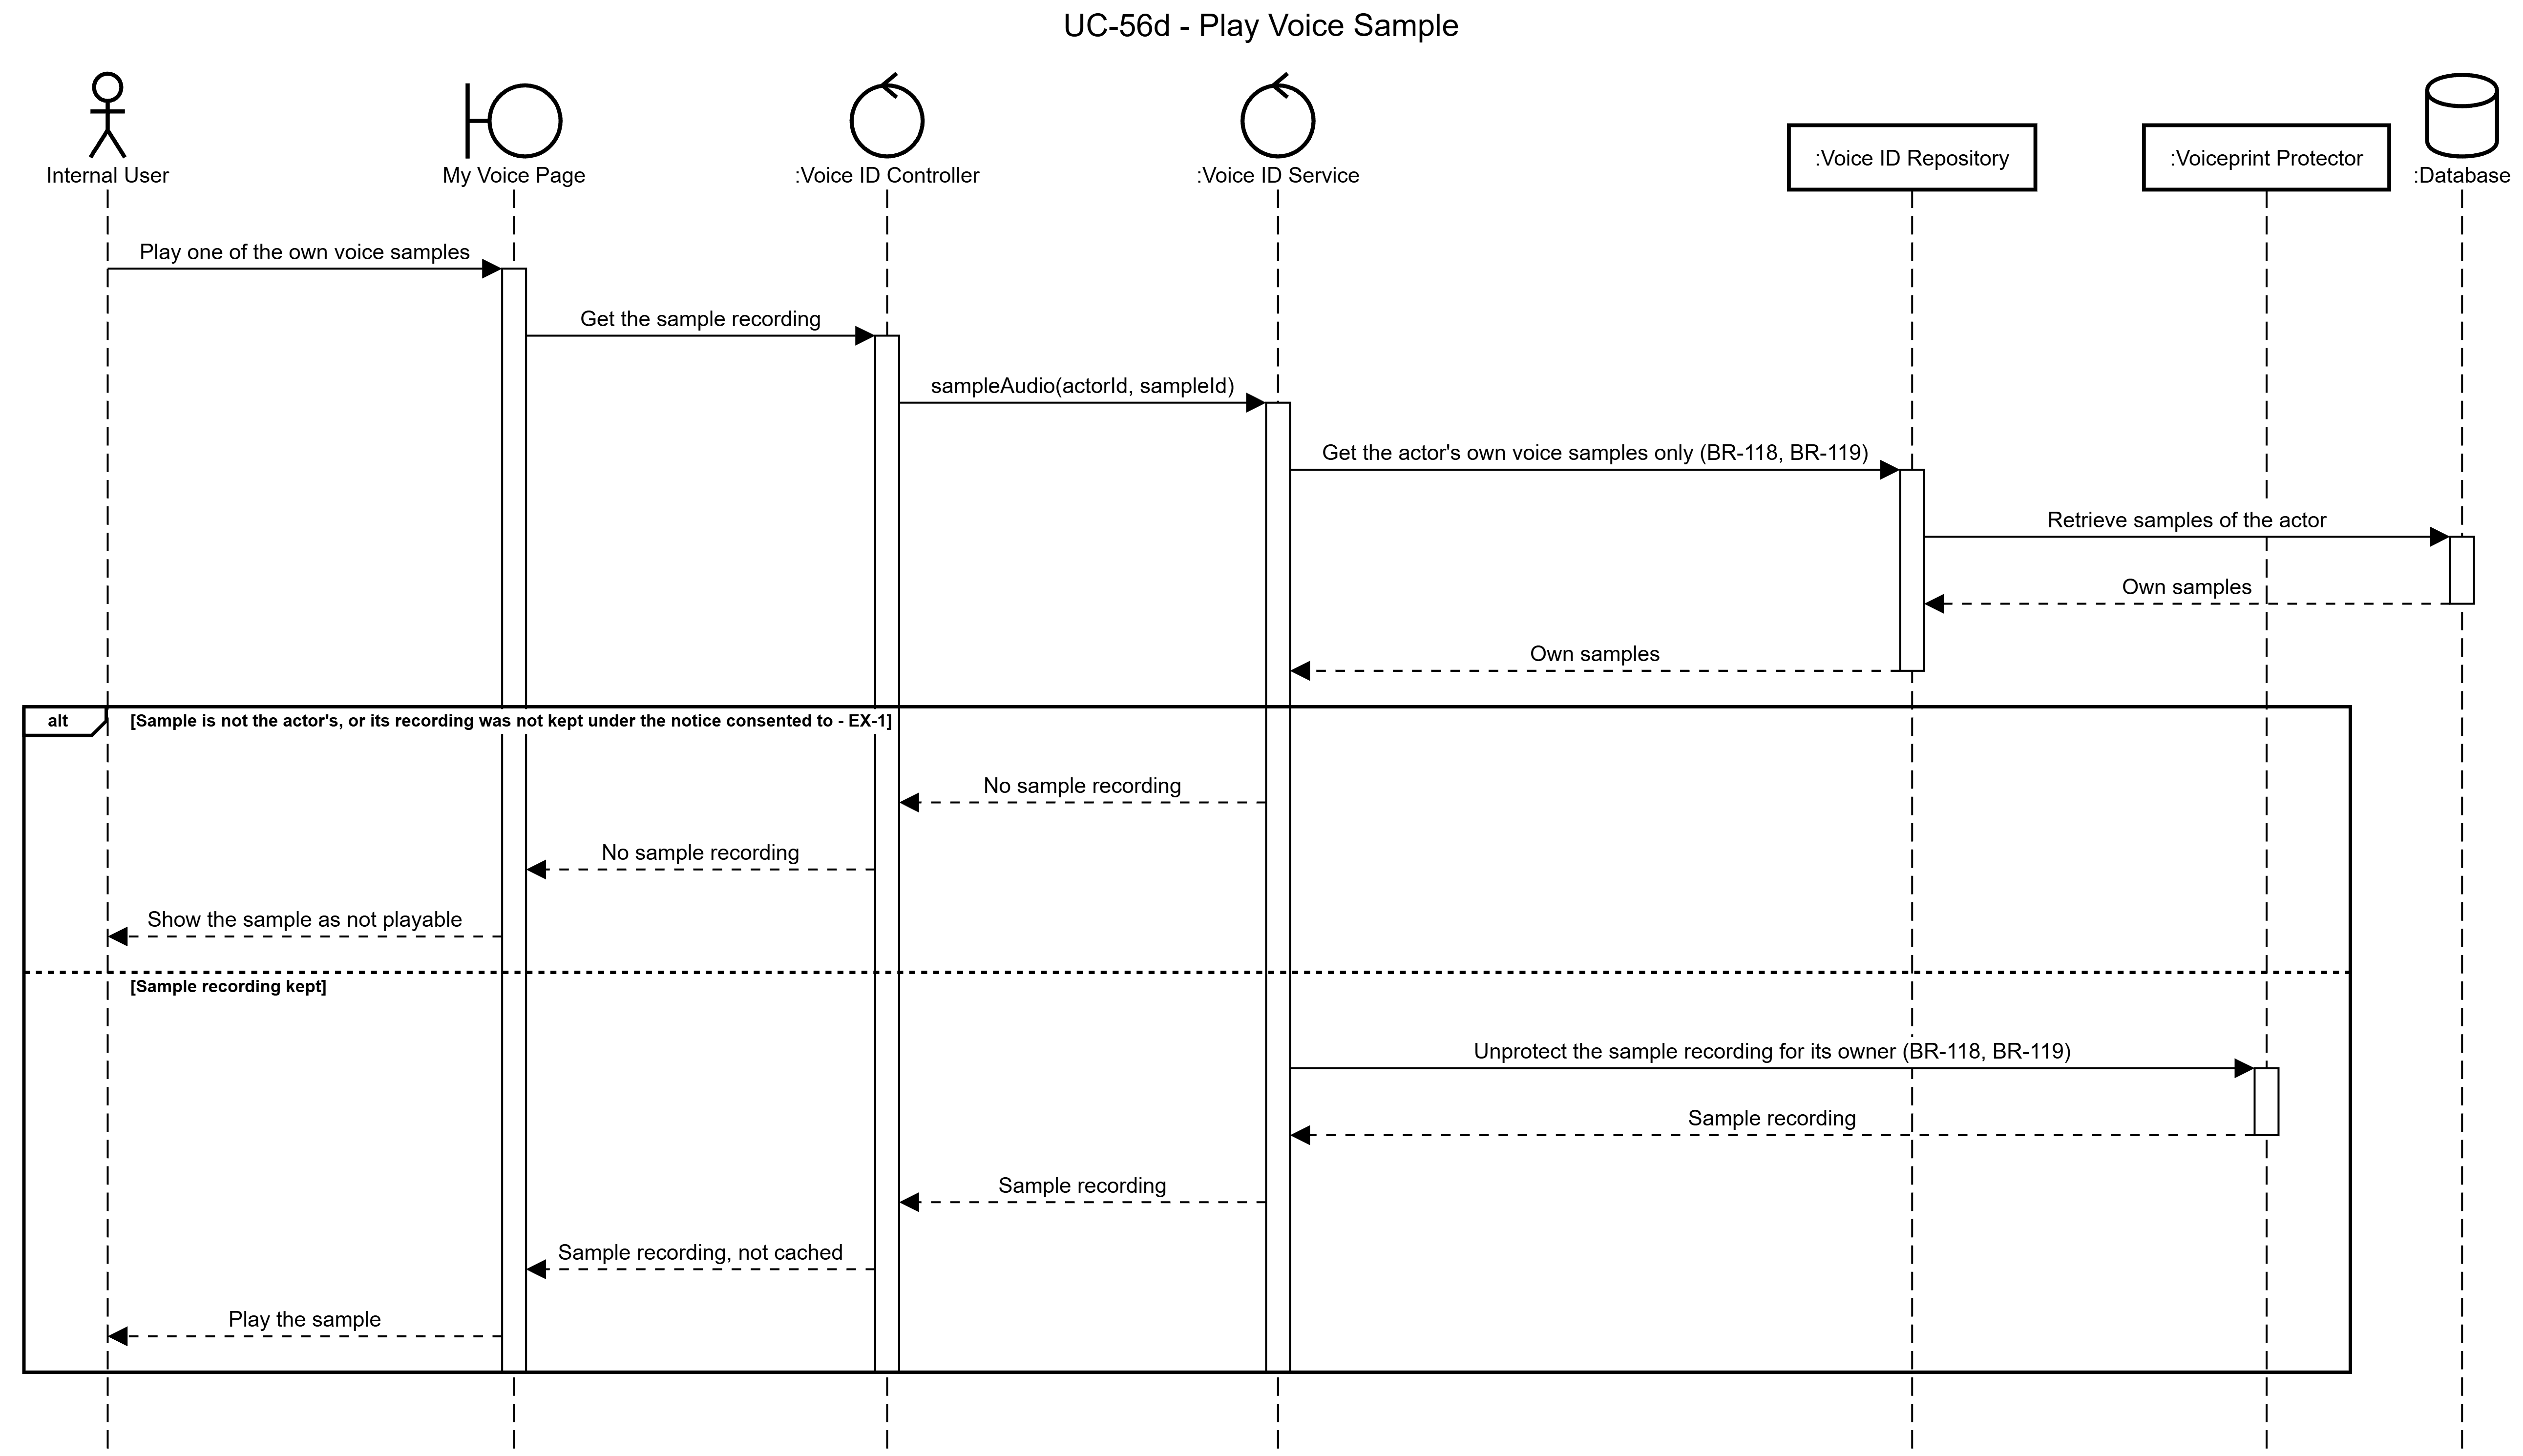 UC-56d - Play Voice Sample
Internal User
My Voice Page
:Voice ID Controller
:Voice ID Service
:Voice ID Repository
:Voiceprint Protector
:Database
Play one of the own voice samples
Get the sample recording
sampleAudio(actorId, sampleId)
Get the actor's own voice samples only (BR-118, BR-119)
Retrieve samples of the actor
Own samples
Own samples
alt
[Sample is not the actor's, or its recording was not kept under the notice consented to - EX-1]
No sample recording
No sample recording
Show the sample as not playable
[Sample recording kept]
Unprotect the sample recording for its owner (BR-118, BR-119)
Sample recording
Sample recording
Sample recording, not cached
Play the sample